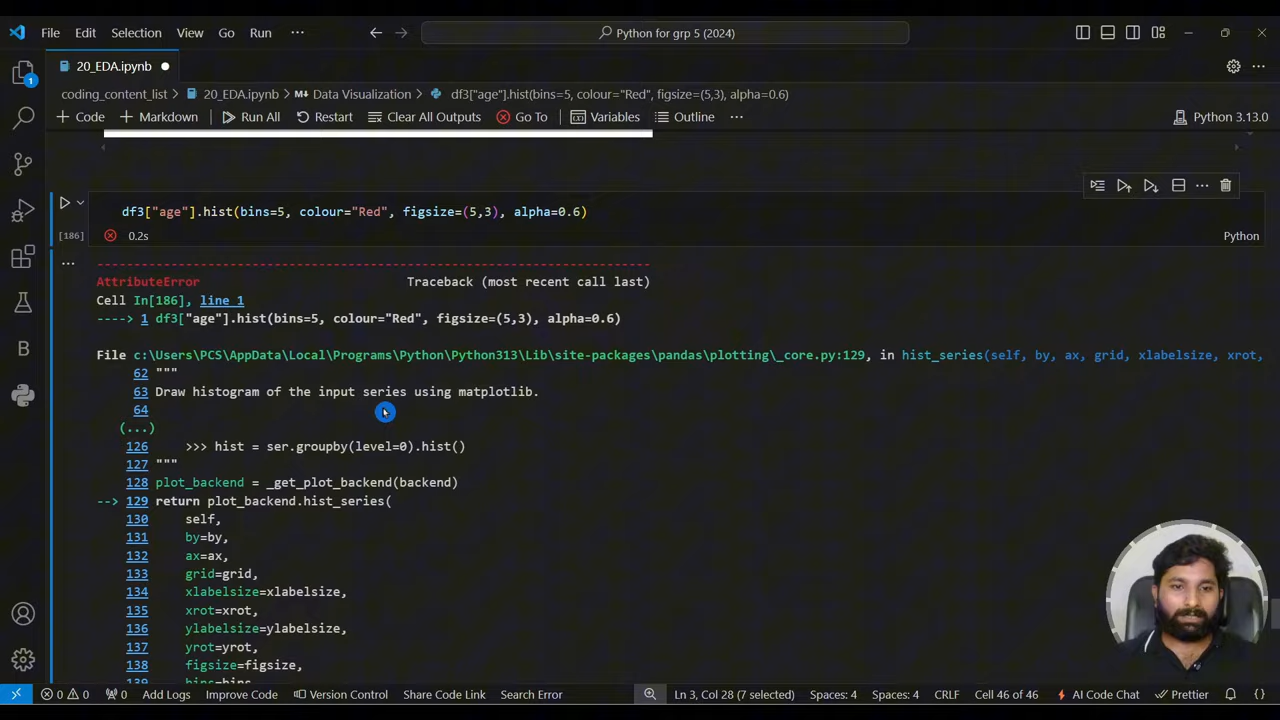 File Edit Selection View Go Run ··· Python for grp 5 (2024)
20_EDA.ipynb
coding_content_list > 20_EDA.ipynb > Data Visualization > df3["age"].hist(bins=5, colour="Red", figsize=(5,3), alpha=0.6)
+ Code + Markdown Run All Restart Clear All Outputs Go To Variables Outline ··· Python 3.13.0
df3["age"].hist(bins=5, colour="Red", figsize=(5,3), alpha=0.6)
[186] 0.2s Python
AttributeError Traceback (most recent call last)
Cell In[186], line 1
----> 1 df3["age"].hist(bins=5, colour="Red", figsize=(5,3), alpha=0.6)
File c:\Users\PCS\AppData\Local\Programs\Python\Python313\Lib\site-packages\pandas\plotting\_core.py:129, in hist_series(self, by, ax, grid, xlabelsize, xrot,
62 """
63 Draw histogram of the input series using matplotlib.
64
(...)
126 >>> hist = ser.groupby(level=0).hist()
127 """
128 plot_backend = _get_plot_backend(backend)
--> 129 return plot_backend.hist_series(
130 self,
131 by=by,
132 ax=ax,
133 grid=grid,
134 xlabelsize=xlabelsize,
135 xrot=xrot,
136 ylabelsize=ylabelsize,
137 yrot=yrot,
138 figsize=figsize,
139 bins=bins
0 0 0 Add Logs Improve Code Version Control Share Code Link Search Error Ln 3, Col 28 (7 selected) Spaces: 4 Spaces: 4 CRLF Cell 46 of 46 AI Code Chat Prettier